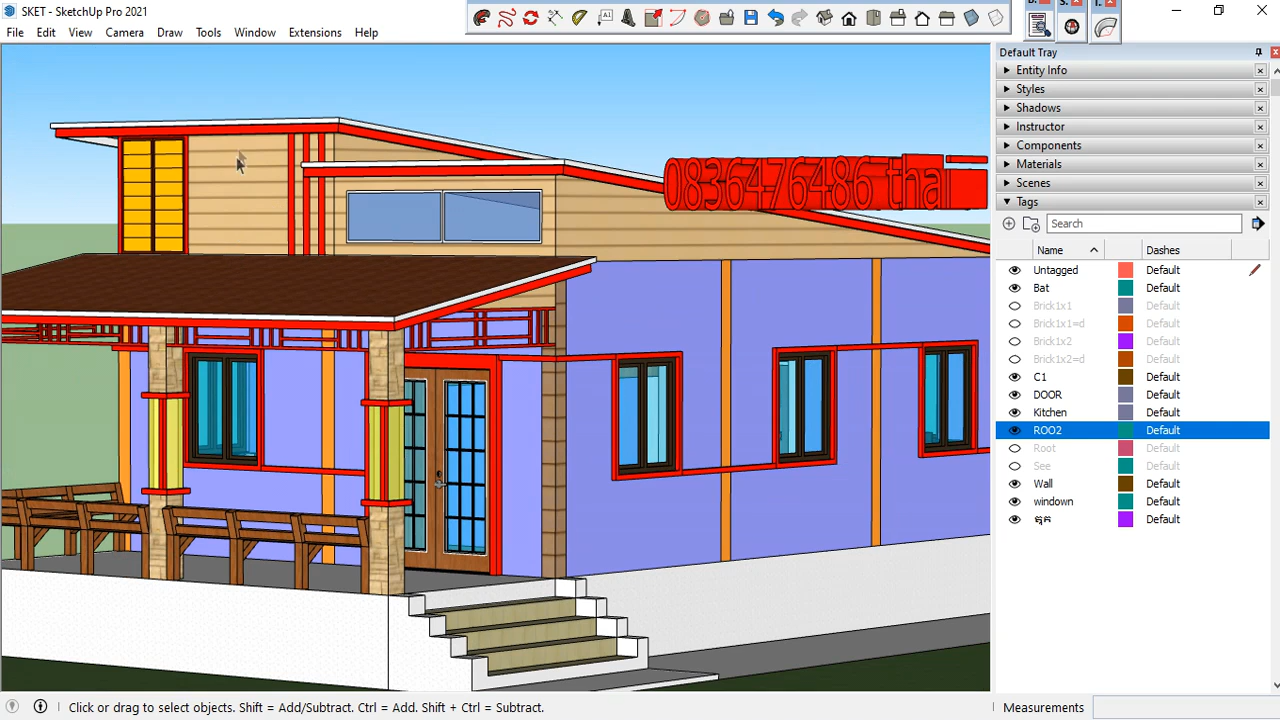 SKET - SketchUp Pro 2021
File Edit View Camera Draw Tools Window Extensions Help
Default Tray
Entity Info
Styles
Shadows
Instructor
Components
Materials
Scenes
Tags
Search
Name Dashes
Untagged Default
Bat Default
Brick1x1 Default
Brick1x1=d Default
Brick1x2 Default
Brick1x2=d Default
C1 Default
DOOR Default
Kitchen Default
ROO2 Default
Root Default
See Default
Wall Default
windown Default
Default
0836476486 thai
Click or drag to select objects. Shift = Add/Subtract. Ctrl = Add. Shift + Ctrl = Subtract.
Measurements